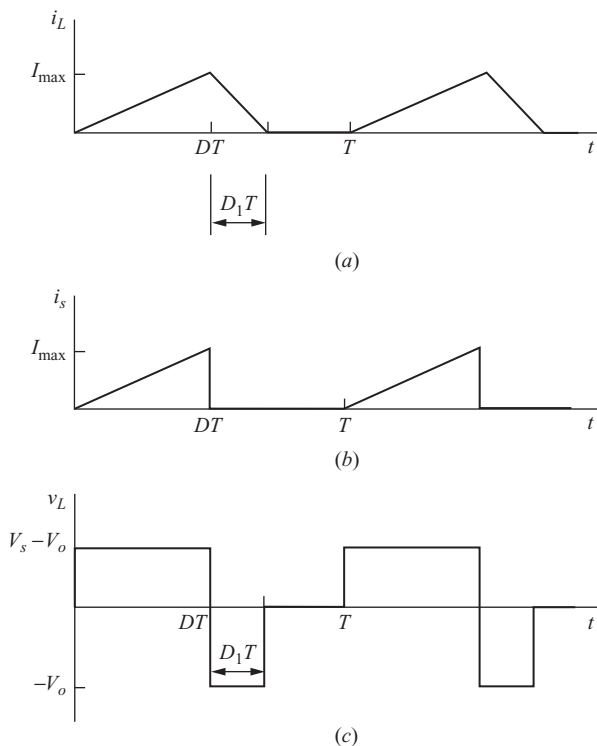 i_L
I_max
DT T t
D_1T
(a)
i_s
I_max
DT T t
(b)
v_L
V_s − V_o
DT T t
D_1T
−V_o
(c)